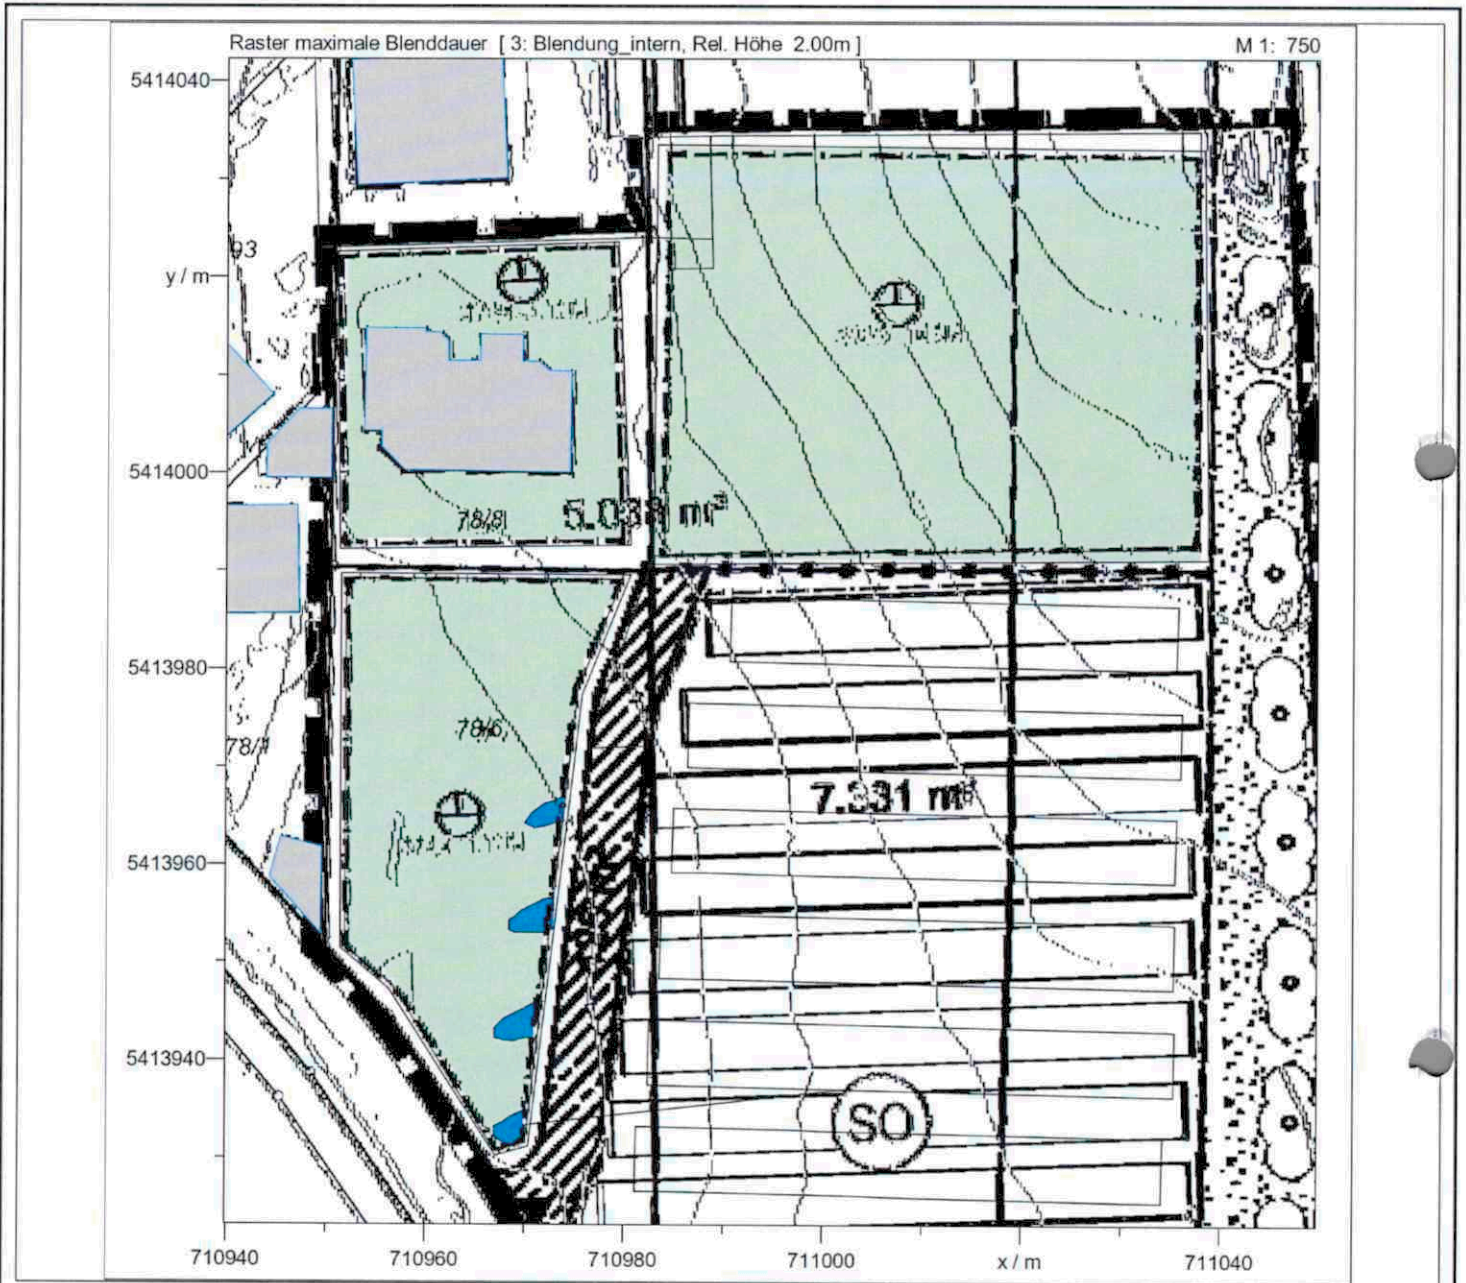 Raster maximale Blenddauer [ 3: Blendung_intern, Rel. Höhe 2.00m ]
M 1: 750
5414040
93
y / m
5414000
78/8
5.038 m²
5413980
78/6
78/1
7.331 m²
5413960
5413940
SO
710940
710960
710980
711000
x / m
711040